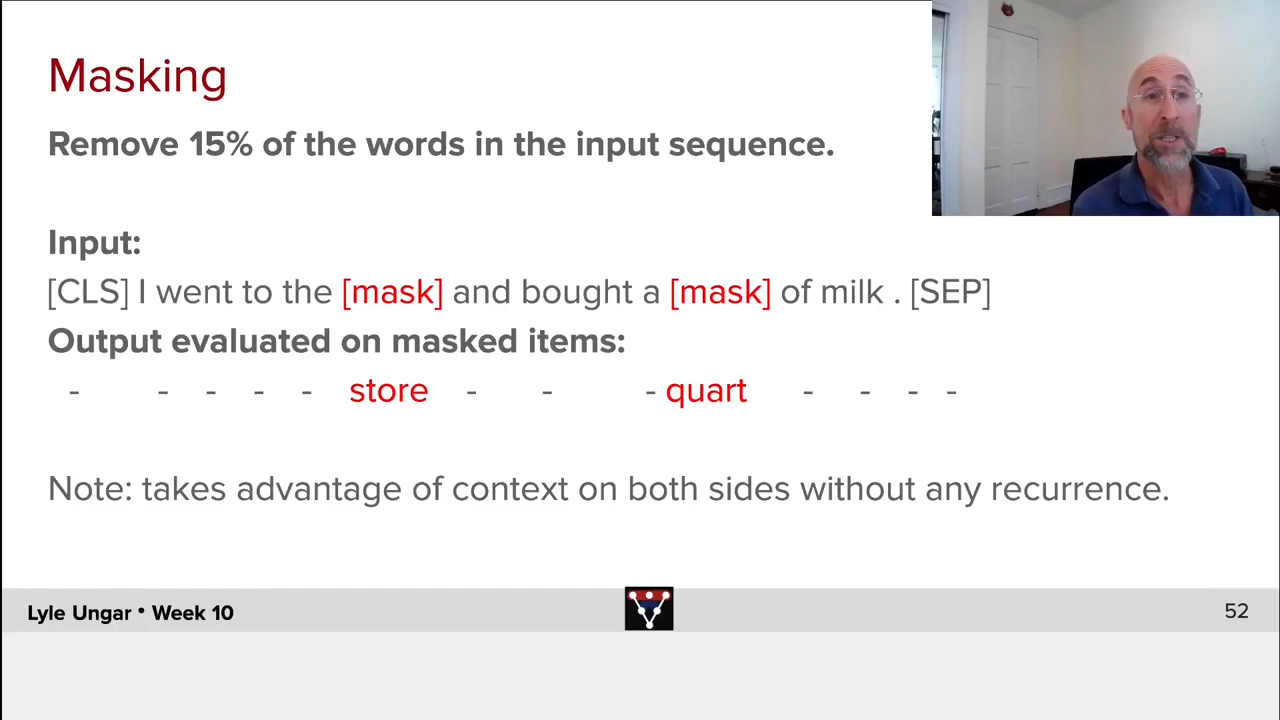 Masking
Remove 15% of the words in the input sequence.
Input:
[CLS] I went to the [mask] and bought a [mask] of milk . [SEP]
Output evaluated on masked items:
- - - - - store - - - quart - - - -
Note: takes advantage of context on both sides without any recurrence.
Lyle Ungar • Week 10
52